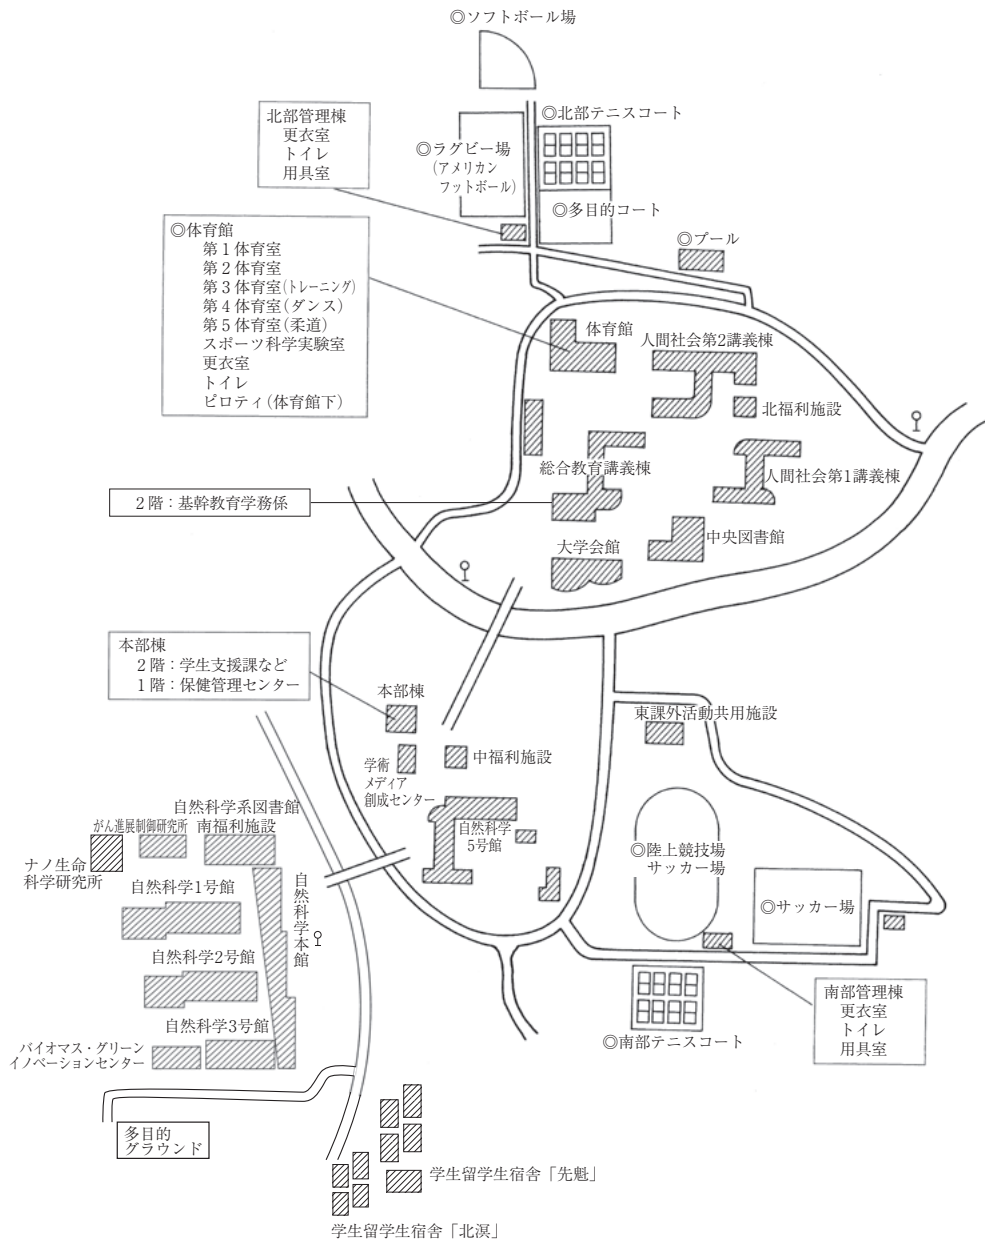 ◎ソフトボール場
北部管理棟
更衣室
トイレ
用具室
◎北部テニスコート
◎ラグビー場
(アメリカン
フットボール)
◎多目的コート
◎プール
◎体育館
第1体育室
第2体育室
第3体育室(トレーニング)
第4体育室(ダンス)
第5体育室(柔道)
スポーツ科学実験室
更衣室
トイレ
ピロティ(体育館下)
体育館
人間社会第2講義棟
北福利施設
総合教育講義棟
人間社会第1講義棟
2階：基幹教育学務係
大学会館
中央図書館
本部棟
2階：学生支援課など
1階：保健管理センター
本部棟
東課外活動共用施設
学術
メディア
創成センター
中福利施設
自然科学系図書館
南福利施設
がん進展制御研究所
ナノ生命
科学研究所
自然科学
5号館
◎陸上競技場
サッカー場
◎サッカー場
自然科学1号館
自然科学本館
自然科学2号館
自然科学3号館
バイオマス・グリーン
イノベーションセンター
南部管理棟
更衣室
トイレ
用具室
◎南部テニスコート
多目的
グラウンド
学生留学生宿舎「先魁」
学生留学生宿舎「北溟」